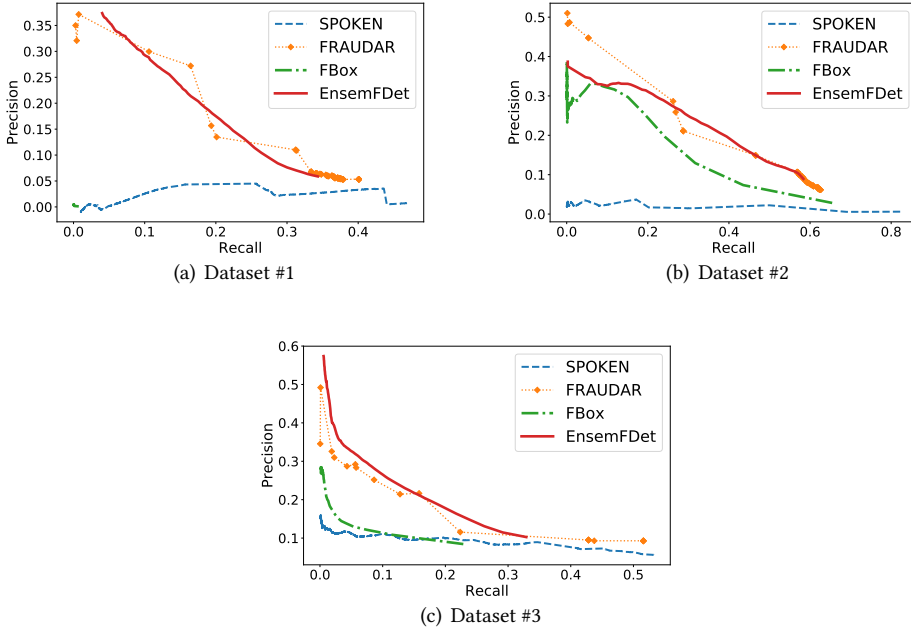 0.35
0.30
0.25
0.20
0.15
0.10
0.05
0.00
Precision
SPOKEN
FRAUDAR
FBox
EnsemFDet
0.0 0.1 0.2 0.3 0.4
Recall
(a) Dataset #1
0.5
0.4
0.3
0.2
0.1
0.0
Precision
SPOKEN
FRAUDAR
FBox
EnsemFDet
0.0 0.2 0.4 0.6 0.8
Recall
(b) Dataset #2
0.6
0.5
0.4
0.3
0.2
0.1
Precision
SPOKEN
FRAUDAR
FBox
EnsemFDet
0.0 0.1 0.2 0.3 0.4 0.5
Recall
(c) Dataset #3